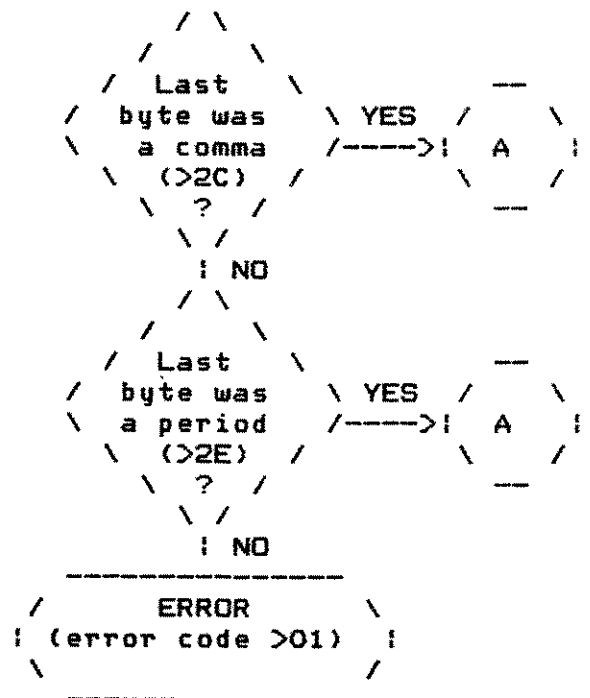 Last
byte was
a comma
(>2C)
?
YES
A
NO
Last
byte was
a period
(>2E)
?
YES
A
NO
ERROR
(error code >01)